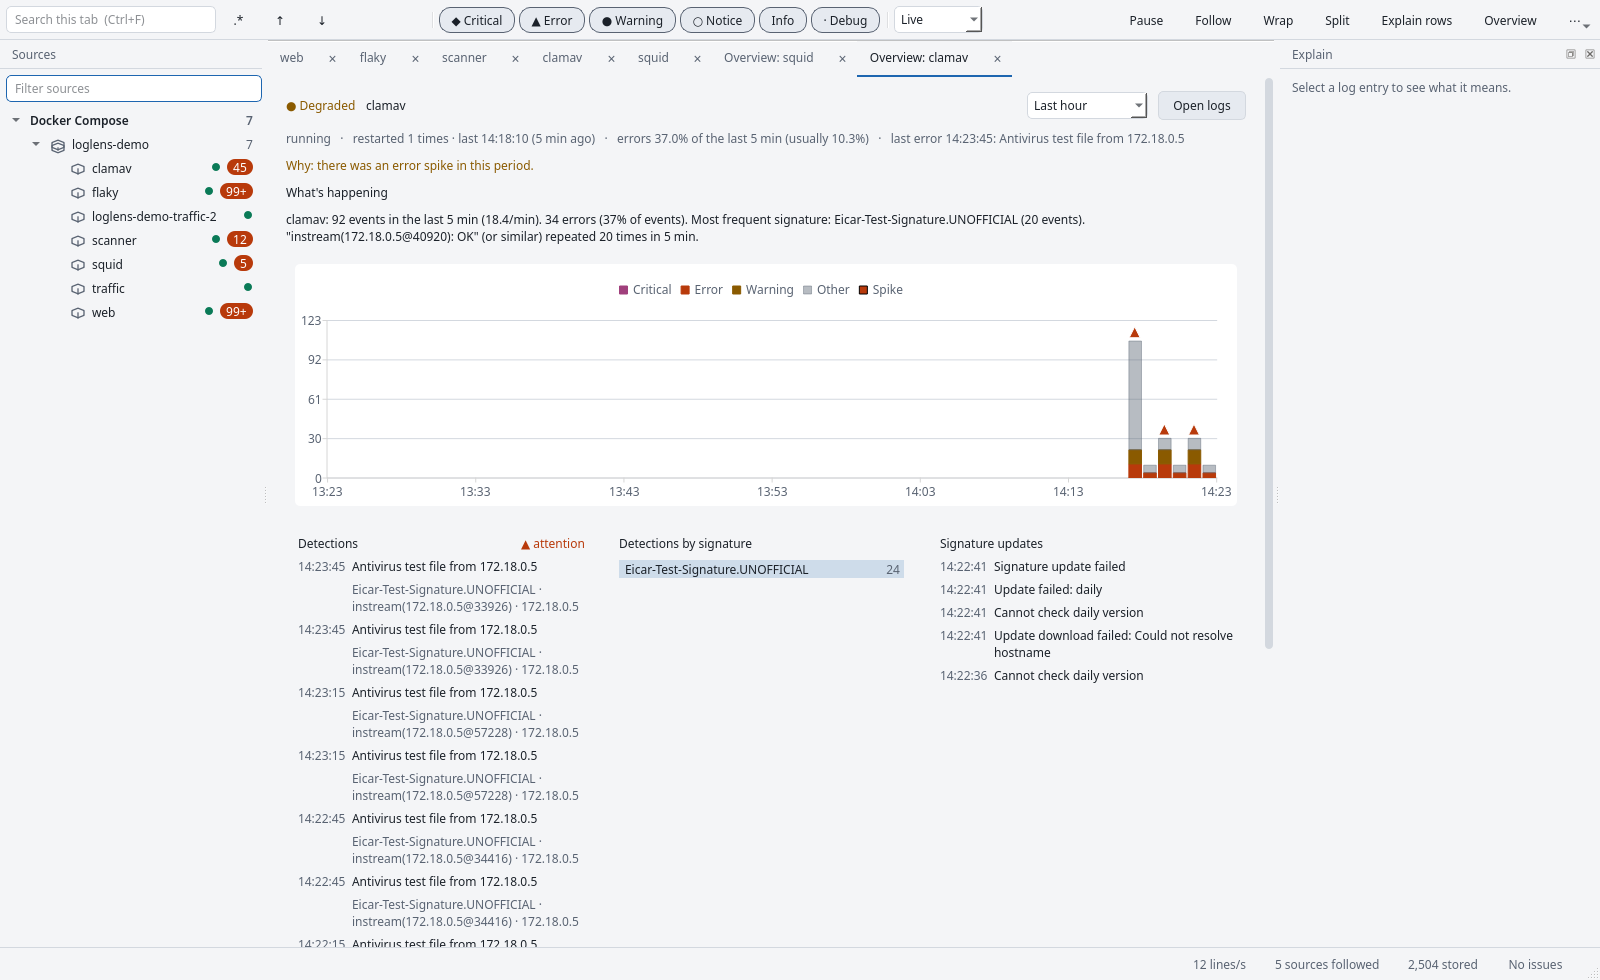 Search this tab (Ctrl+F)
.*
↑
↓
◆ Critical
▲ Error
● Warning
○ Notice
Info
· Debug
Live
Pause
Follow
Wrap
Split
Explain rows
Overview
...
Sources
Filter sources
Docker Compose 7
loglens-demo 7
clamav 45
flaky 99+
loglens-demo-traffic-2
scanner 12
squid 5
traffic
web 99+
web ×
flaky ×
scanner ×
clamav ×
squid ×
Overview: squid ×
Overview: clamav ×
● Degraded clamav
Last hour
Open logs
running · restarted 1 times · last 14:18:10 (5 min ago) · errors 37.0% of the last 5 min (usually 10.3%) · last error 14:23:45: Antivirus test file from 172.18.0.5
Why: there was an error spike in this period.
What's happening
clamav: 92 events in the last 5 min (18.4/min). 34 errors (37% of events). Most frequent signature: Eicar-Test-Signature.UNOFFICIAL (20 events).
"instream(172.18.0.5@40920): OK" (or similar) repeated 20 times in 5 min.
Critical Error Warning Other Spike
123
92
61
30
0
13:23 13:33 13:43 13:53 14:03 14:13 14:23
Detections ▲ attention
14:23:45 Antivirus test file from 172.18.0.5
Eicar-Test-Signature.UNOFFICIAL ·
instream(172.18.0.5@33926) · 172.18.0.5
14:23:45 Antivirus test file from 172.18.0.5
Eicar-Test-Signature.UNOFFICIAL ·
instream(172.18.0.5@33926) · 172.18.0.5
14:23:15 Antivirus test file from 172.18.0.5
Eicar-Test-Signature.UNOFFICIAL ·
instream(172.18.0.5@57228) · 172.18.0.5
14:23:15 Antivirus test file from 172.18.0.5
Eicar-Test-Signature.UNOFFICIAL ·
instream(172.18.0.5@57228) · 172.18.0.5
14:22:45 Antivirus test file from 172.18.0.5
Eicar-Test-Signature.UNOFFICIAL ·
instream(172.18.0.5@34416) · 172.18.0.5
14:22:45 Antivirus test file from 172.18.0.5
Eicar-Test-Signature.UNOFFICIAL ·
instream(172.18.0.5@34416) · 172.18.0.5
14:22:15 Antivirus test file from 172.18.0.5
Detections by signature
Eicar-Test-Signature.UNOFFICIAL 24
Signature updates
14:22:41 Signature update failed
14:22:41 Update failed: daily
14:22:41 Cannot check daily version
14:22:41 Update download failed: Could not resolve
hostname
14:22:36 Cannot check daily version
Explain
Select a log entry to see what it means.
12 lines/s
5 sources followed
2,504 stored
No issues